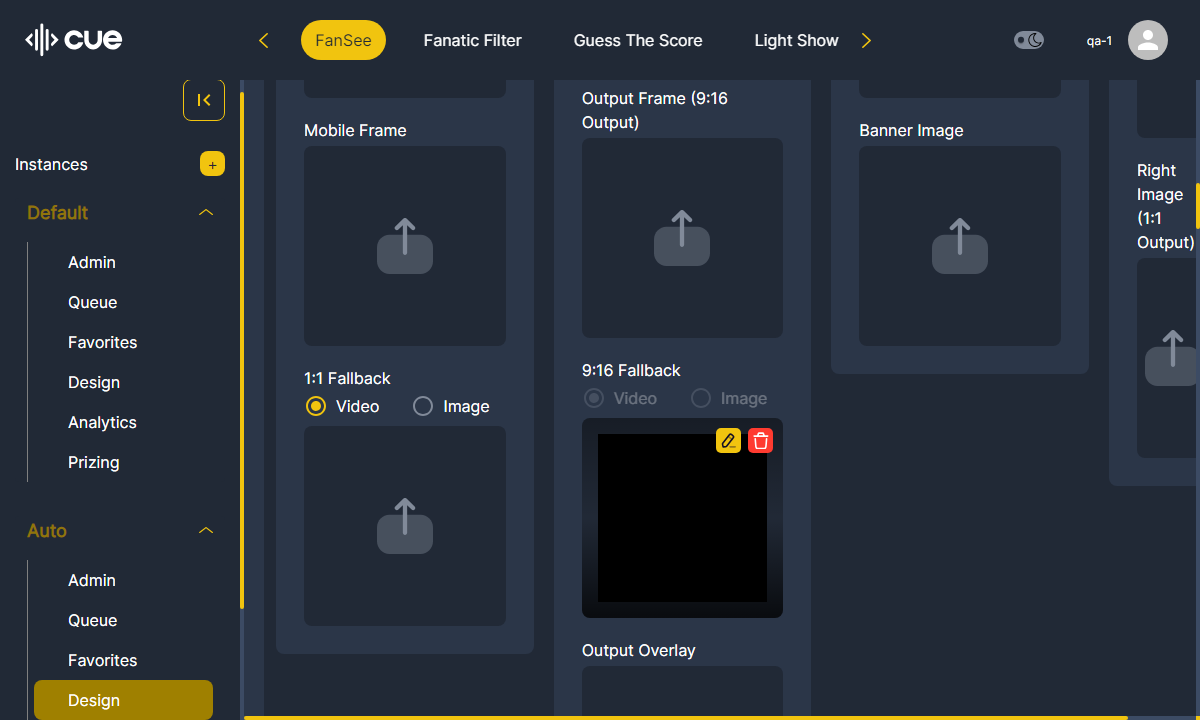 cue
FanSee
Fanatic Filter
Guess The Score
Light Show
qa-1
Instances
+
Default
Admin
Queue
Favorites
Design
Analytics
Prizing
Auto
Admin
Queue
Favorites
Design
Mobile Frame
1:1 Fallback
Video
Image
Output Frame (9:16
Output)
9:16 Fallback
Video
Image
Output Overlay
Banner Image
Right
Image
(1:1
Output)